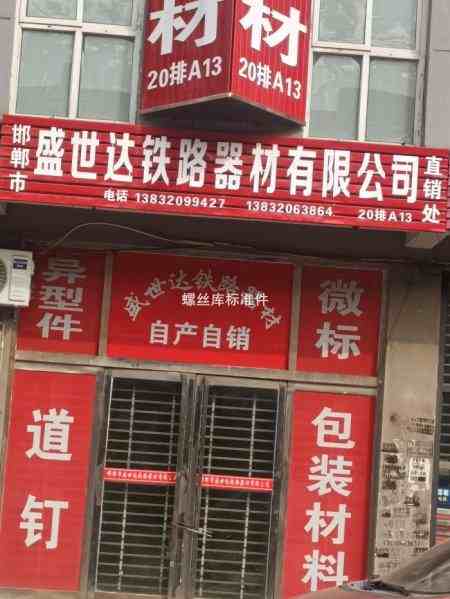 材 材
20排A13 20排A13
邯郸市 盛世达铁路器材有限公司 直销处
电话 13832099427 13832063864 20排A13
异型件
盛世达铁路器材
自产自销
微标
螺丝库标准件
道钉
包装材料